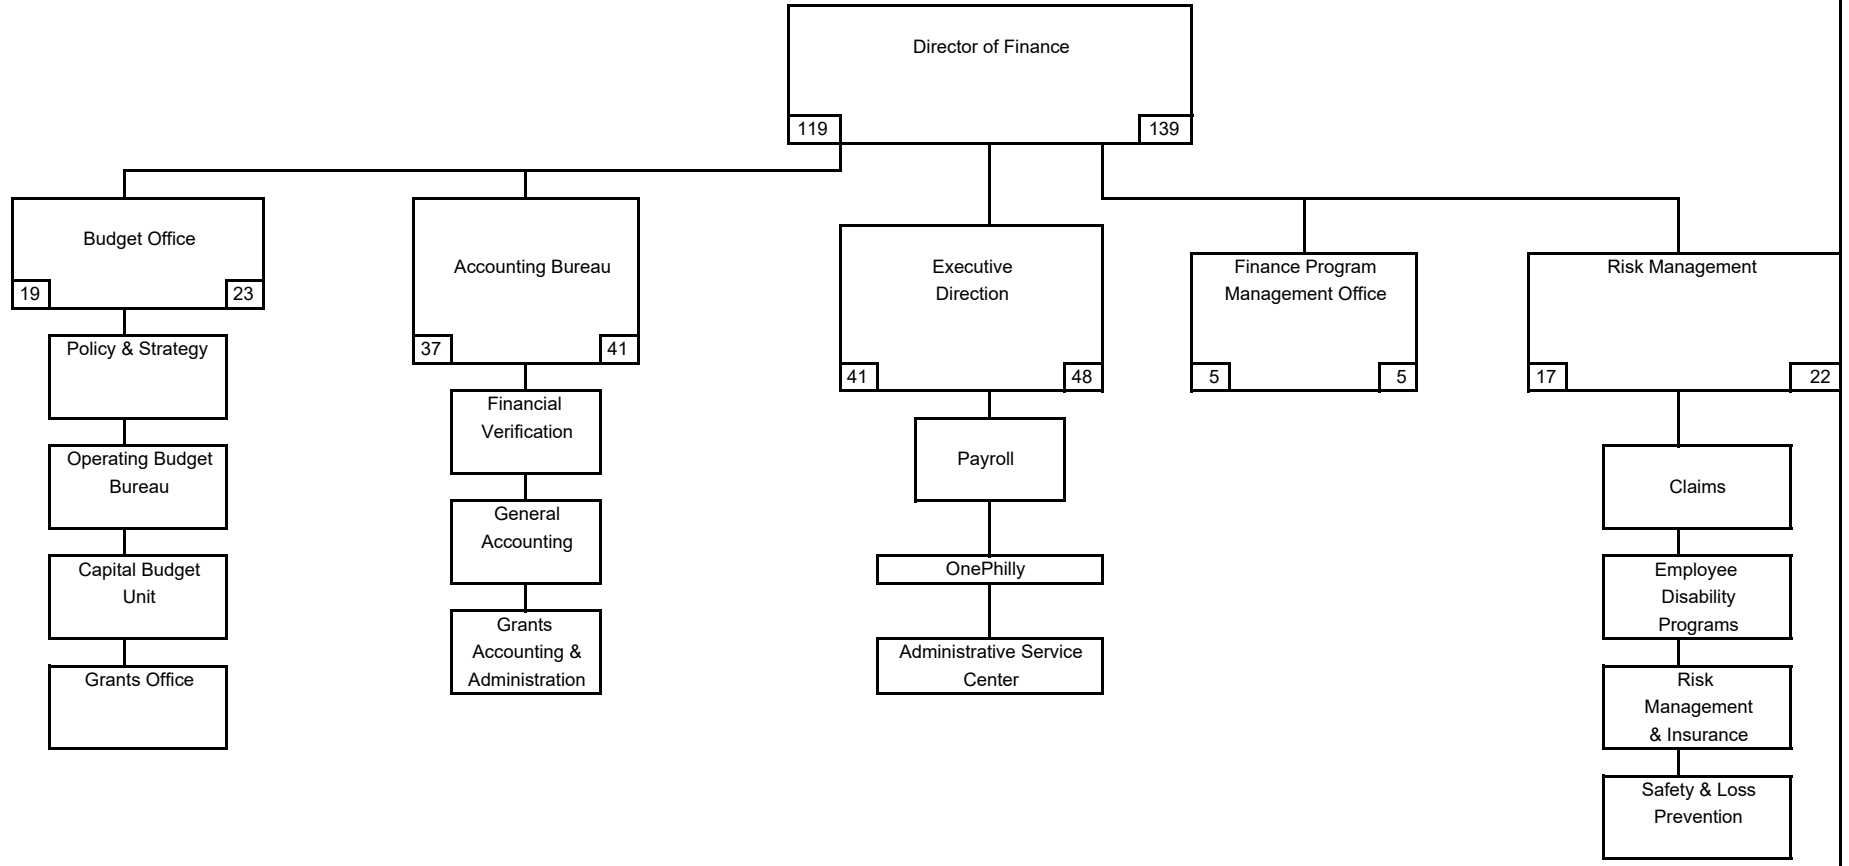 Director of Finance
119
139
Budget Office
19
23
Policy & Strategy
Operating Budget
Bureau
Capital Budget
Unit
Grants Office
Accounting Bureau
37
41
Financial
Verification
General
Accounting
Grants
Accounting &
Administration
Executive
Direction
41
48
Payroll
OnePhilly
Administrative Service
Center
Finance Program
Management Office
5
5
Risk Management
17
22
Claims
Employee
Disability
Programs
Risk
Management
& Insurance
Safety & Loss
Prevention